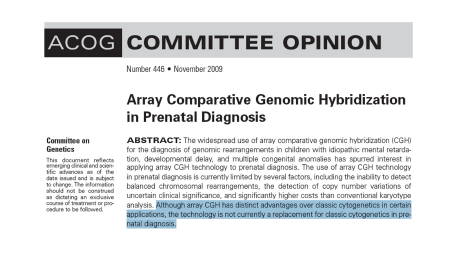 ACOG COMMITTEE OPINION
Number 446 • November 2009
Array Comparative Genomic Hybridization
in Prenatal Diagnosis
Committee on
Genetics
This document reflects
emerging clinical and scien-
tific advances as of the
date issued and is subject
to change. The information
should not be construed
as dictating an exclusive
course of treatment or pro-
cedure to be followed.
ABSTRACT: The widespread use of array comparative genomic hybridization (CGH)
for the diagnosis of genomic rearrangements in children with idiopathic mental retarda-
tion, developmental delay, and multiple congenital anomalies has spurred interest in
applying array CGH technology to prenatal diagnosis. The use of array CGH technology
in prenatal diagnosis is currently limited by several factors, including the inability to detect
balanced chromosomal rearrangements, the detection of copy number variations of
uncertain clinical significance, and significantly higher costs than conventional karyotype
analysis. Although array CGH has distinct advantages over classic cytogenetics in certain
applications, the technology is not currently a replacement for classic cytogenetics in pre-
natal diagnosis.